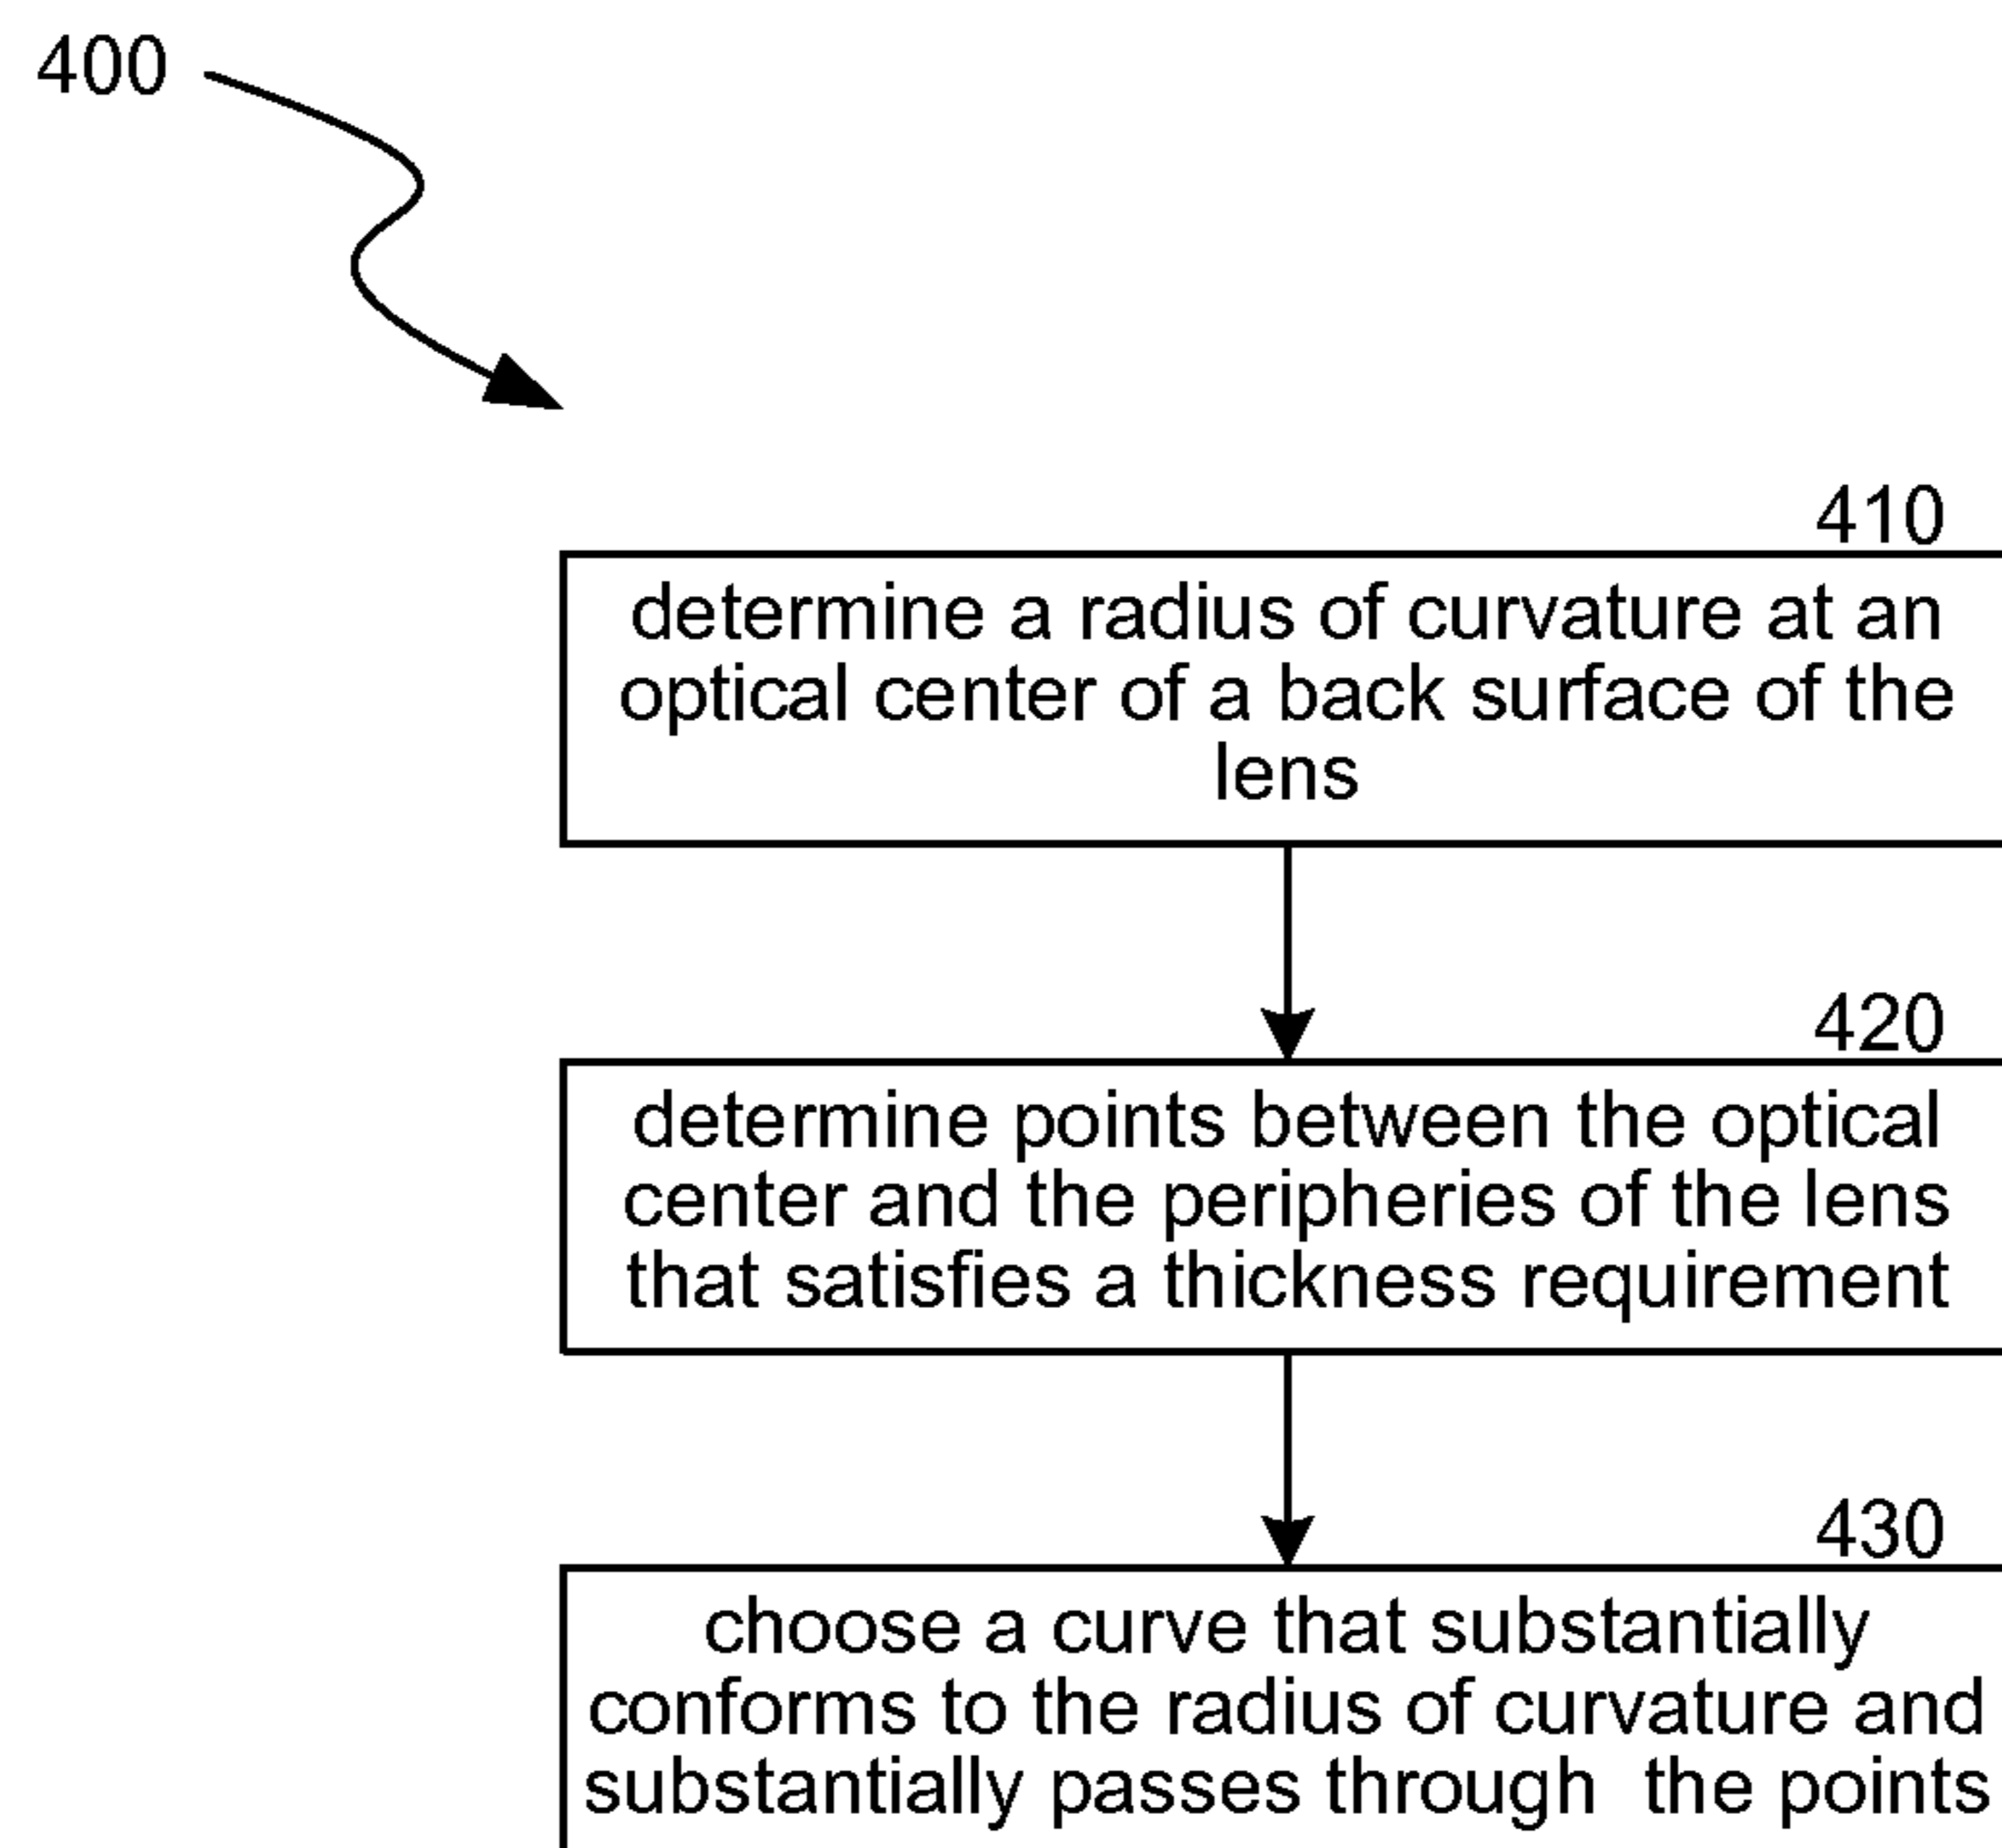 400
410
determine a radius of curvature at an
optical center of a back surface of the
lens
420
determine points between the optical
center and the peripheries of the lens
that satisfies a thickness requirement
430
choose a curve that substantially
conforms to the radius of curvature and
substantially passes through the points